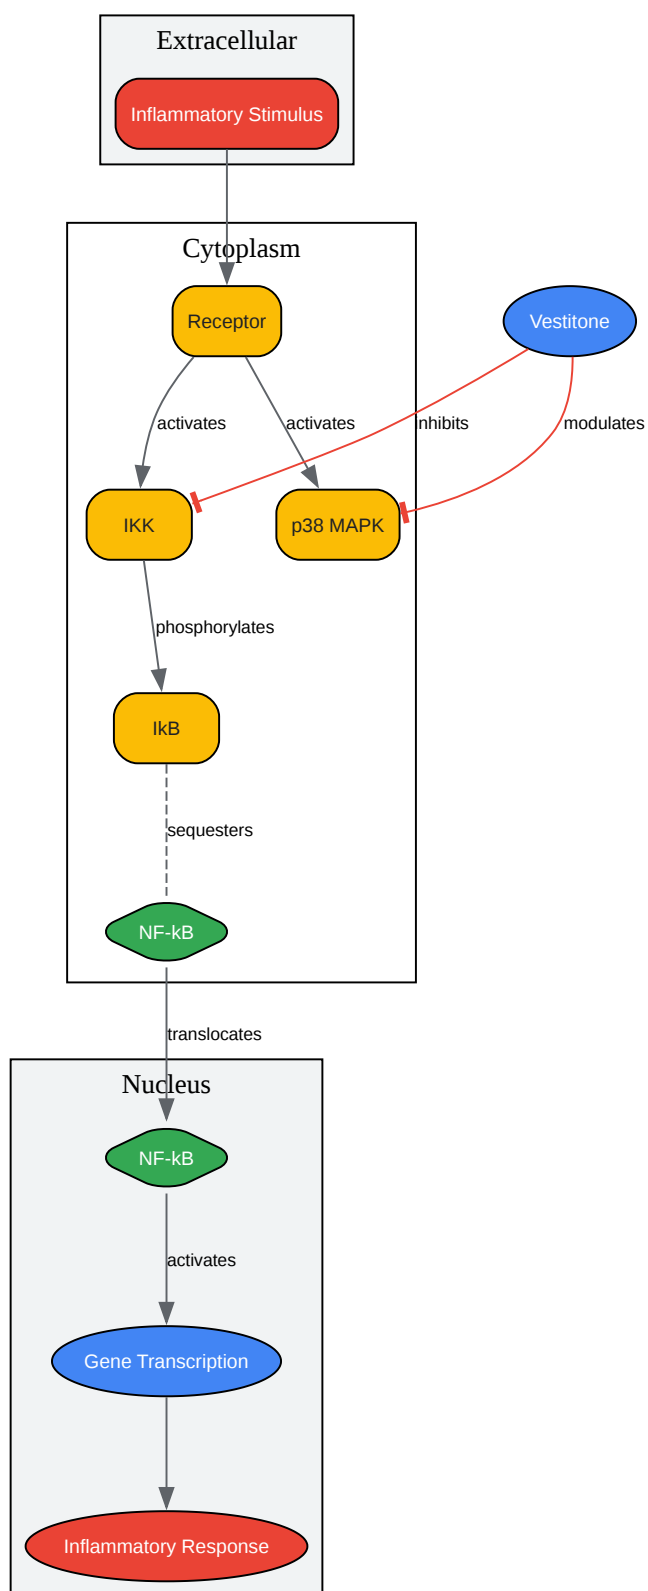 Extracellular
Inflammatory Stimulus
Cytoplasm
Receptor
Vestitone
activates
activates
inhibits
modulates
IKK
p38 MAPK
phosphorylates
IkB
sequesters
NF-kB
translocates
Nucleus
NF-kB
activates
Gene Transcription
Inflammatory Response